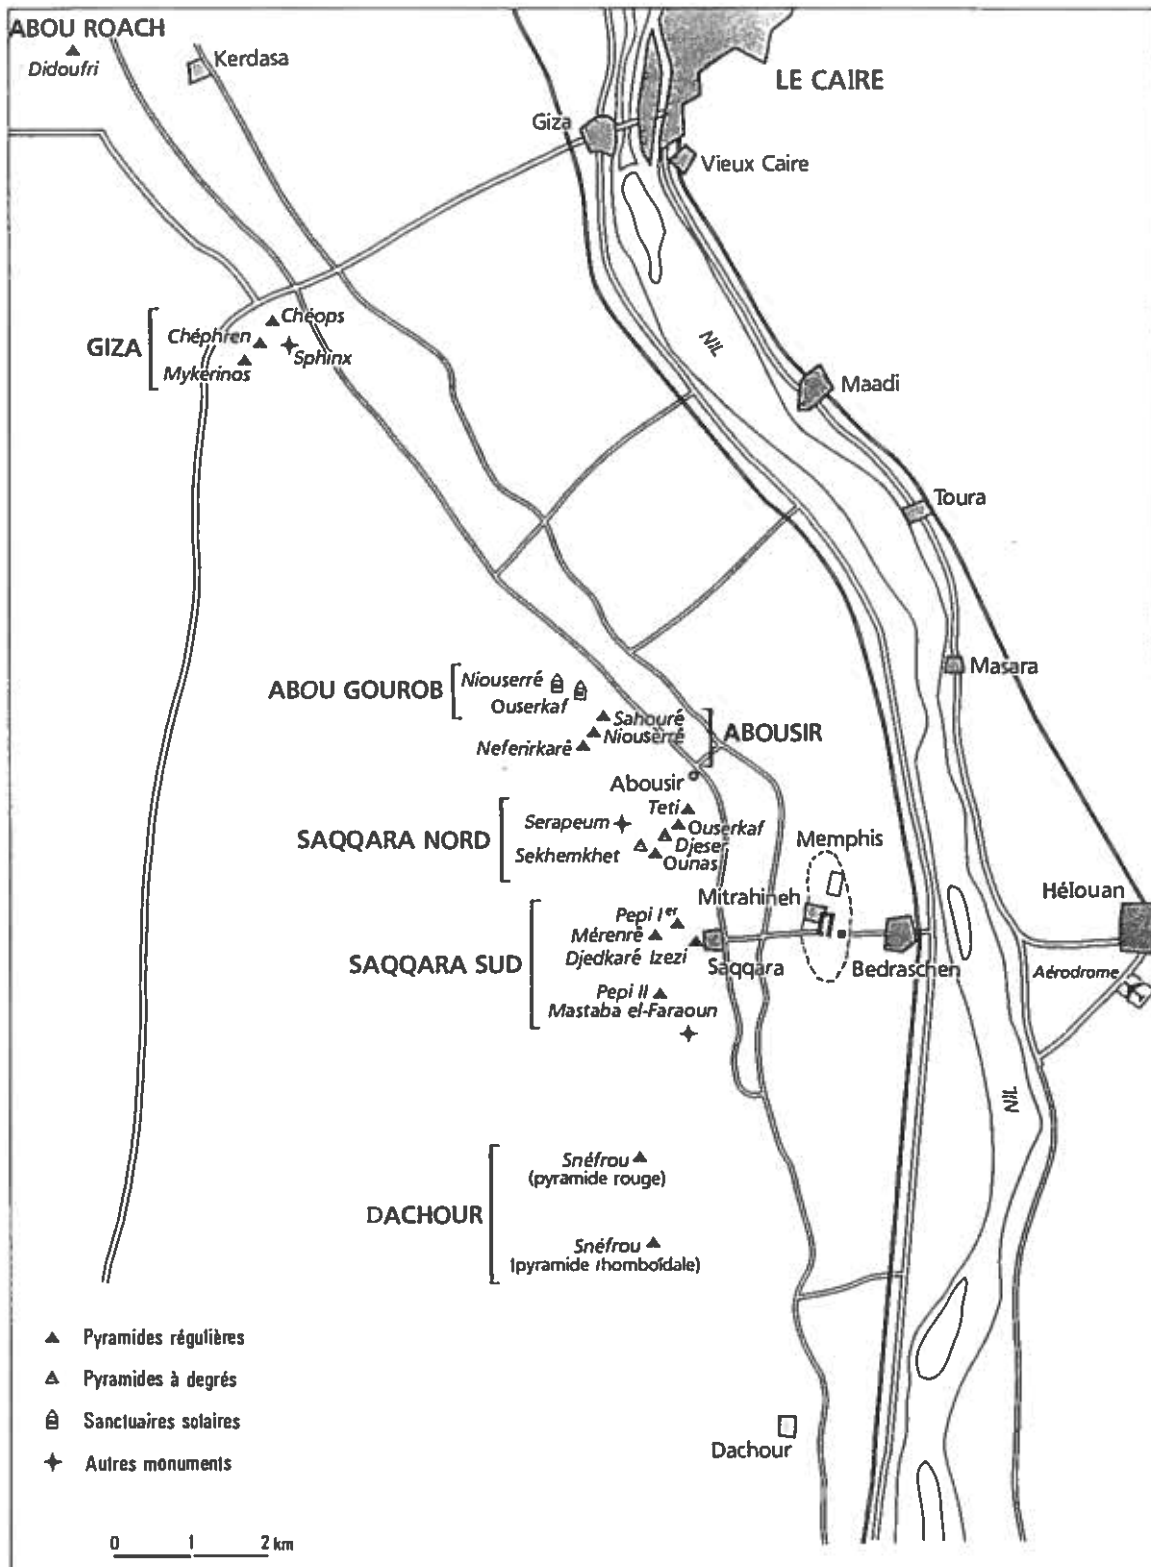 ABOU ROACH
Didoufri
Kerdasa
LE CAIRE
Giza
Vieux Caire
GIZA
Chéops
Chéphren
Sphinx
Mykerinos
NIL
Maadi
Toura
Masara
ABOU GOUROB
Niouserré
Ouserkaf
Sahouré
Niouserré
Neferirkarê
ABOUSIR
Abousir
SAQQARA NORD
Teti
Serapeum
Ouserkaf
Djeser
Sekhemkhet
Ounas
Memphis
Mitrahineh
Hélouan
SAQQARA SUD
Pepi Ier
Mérenrê
Djedkaré Izezi
Saqqara
Bedraschen
Aérodrome
Pepi II
Mastaba el-Faraoun
NIL
DACHOUR
Snéfrou
(pyramide rouge)
Snéfrou
(pyramide rhomboïdale)
Dachour
Pyramides régulières
Pyramides à degrés
Sanctuaires solaires
Autres monuments
0 1 2 km